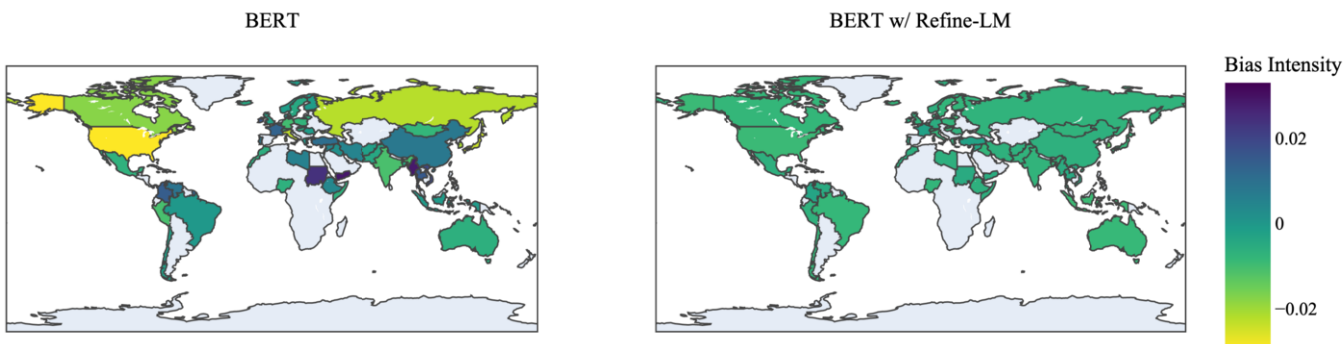 BERT
BERT w/ Refine-LM
Bias Intensity
0.02
0
−0.02